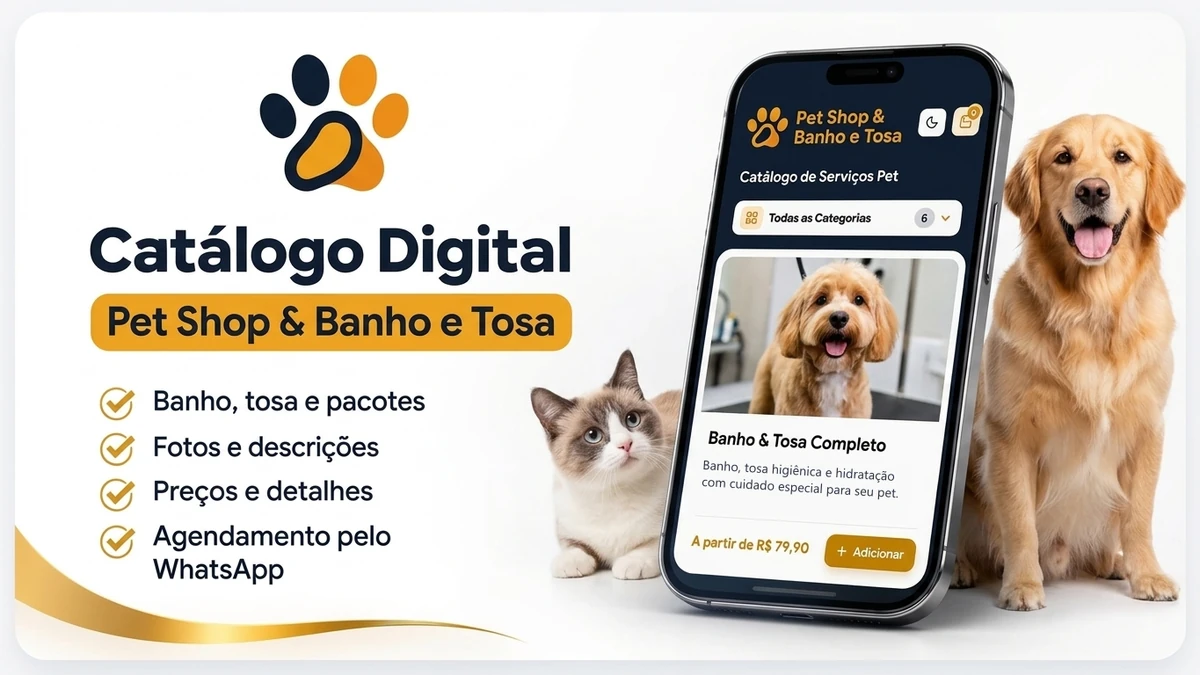 Catálogo Digital
Pet Shop & Banho e Tosa
Banho, tosa e pacotes
Fotos e descrições
Preços e detalhes
Agendamento pelo
WhatsApp
Pet Shop &
Banho e Tosa
0
Catálogo de Serviços Pet
Todas as Categorias 6
Banho & Tosa Completo
Banho, tosa higiênica e hidratação
com cuidado especial para seu pet.
A partir de R$ 79,90
+ Adicionar